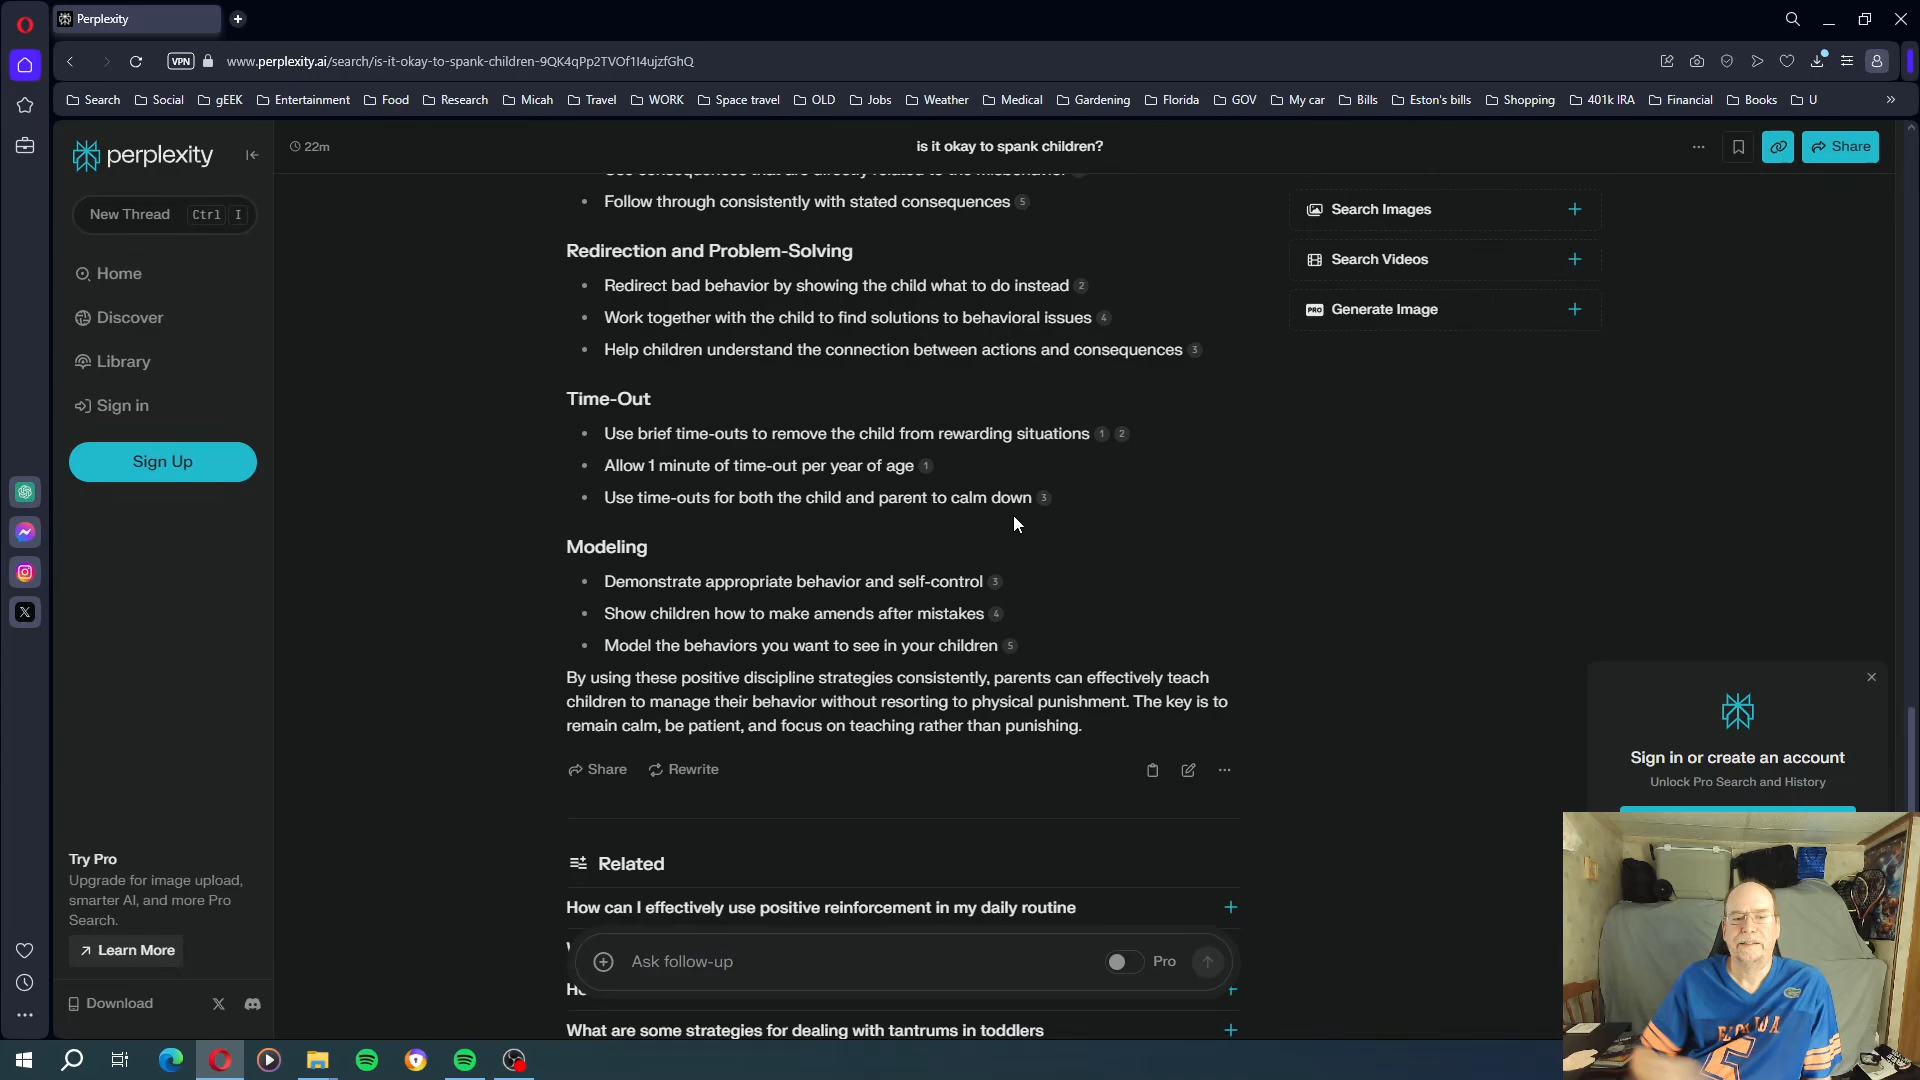 Perplexity
VPN
www.perplexity.ai/search/is-it-okay-to-spank-children-9QK4qPp2TVOf1I4ujzfGhQ
Search
Social
gEEK
Entertainment
Food
Research
Micah
Travel
WORK
Space travel
OLD
Jobs
Weather
Medical
Gardening
Florida
GOV
My car
Bills
Eston's bills
Shopping
401k IRA
Financial
Books
U
perplexity
22m
is it okay to spank children?
Share
New Thread Ctrl I
Home
Discover
Library
Sign in
Sign Up
Try Pro
Upgrade for image upload,
smarter AI, and more Pro
Search.
Learn More
Download
Use consequences that are directly related to the misbehavior
Follow through consistently with stated consequences 5
Redirection and Problem-Solving
Redirect bad behavior by showing the child what to do instead 2
Work together with the child to find solutions to behavioral issues 4
Help children understand the connection between actions and consequences 3
Time-Out
Use brief time-outs to remove the child from rewarding situations 1 2
Allow 1 minute of time-out per year of age 1
Use time-outs for both the child and parent to calm down 3
Modeling
Demonstrate appropriate behavior and self-control 3
Show children how to make amends after mistakes 4
Model the behaviors you want to see in your children 5
By using these positive discipline strategies consistently, parents can effectively teach
children to manage their behavior without resorting to physical punishment. The key is to
remain calm, be patient, and focus on teaching rather than punishing.
Share
Rewrite
Related
How can I effectively use positive reinforcement in my daily routine
Ask follow-up
Pro
What are some strategies for dealing with tantrums in toddlers
Search Images
Search Videos
PRO Generate Image
Sign in or create an account
Unlock Pro Search and History